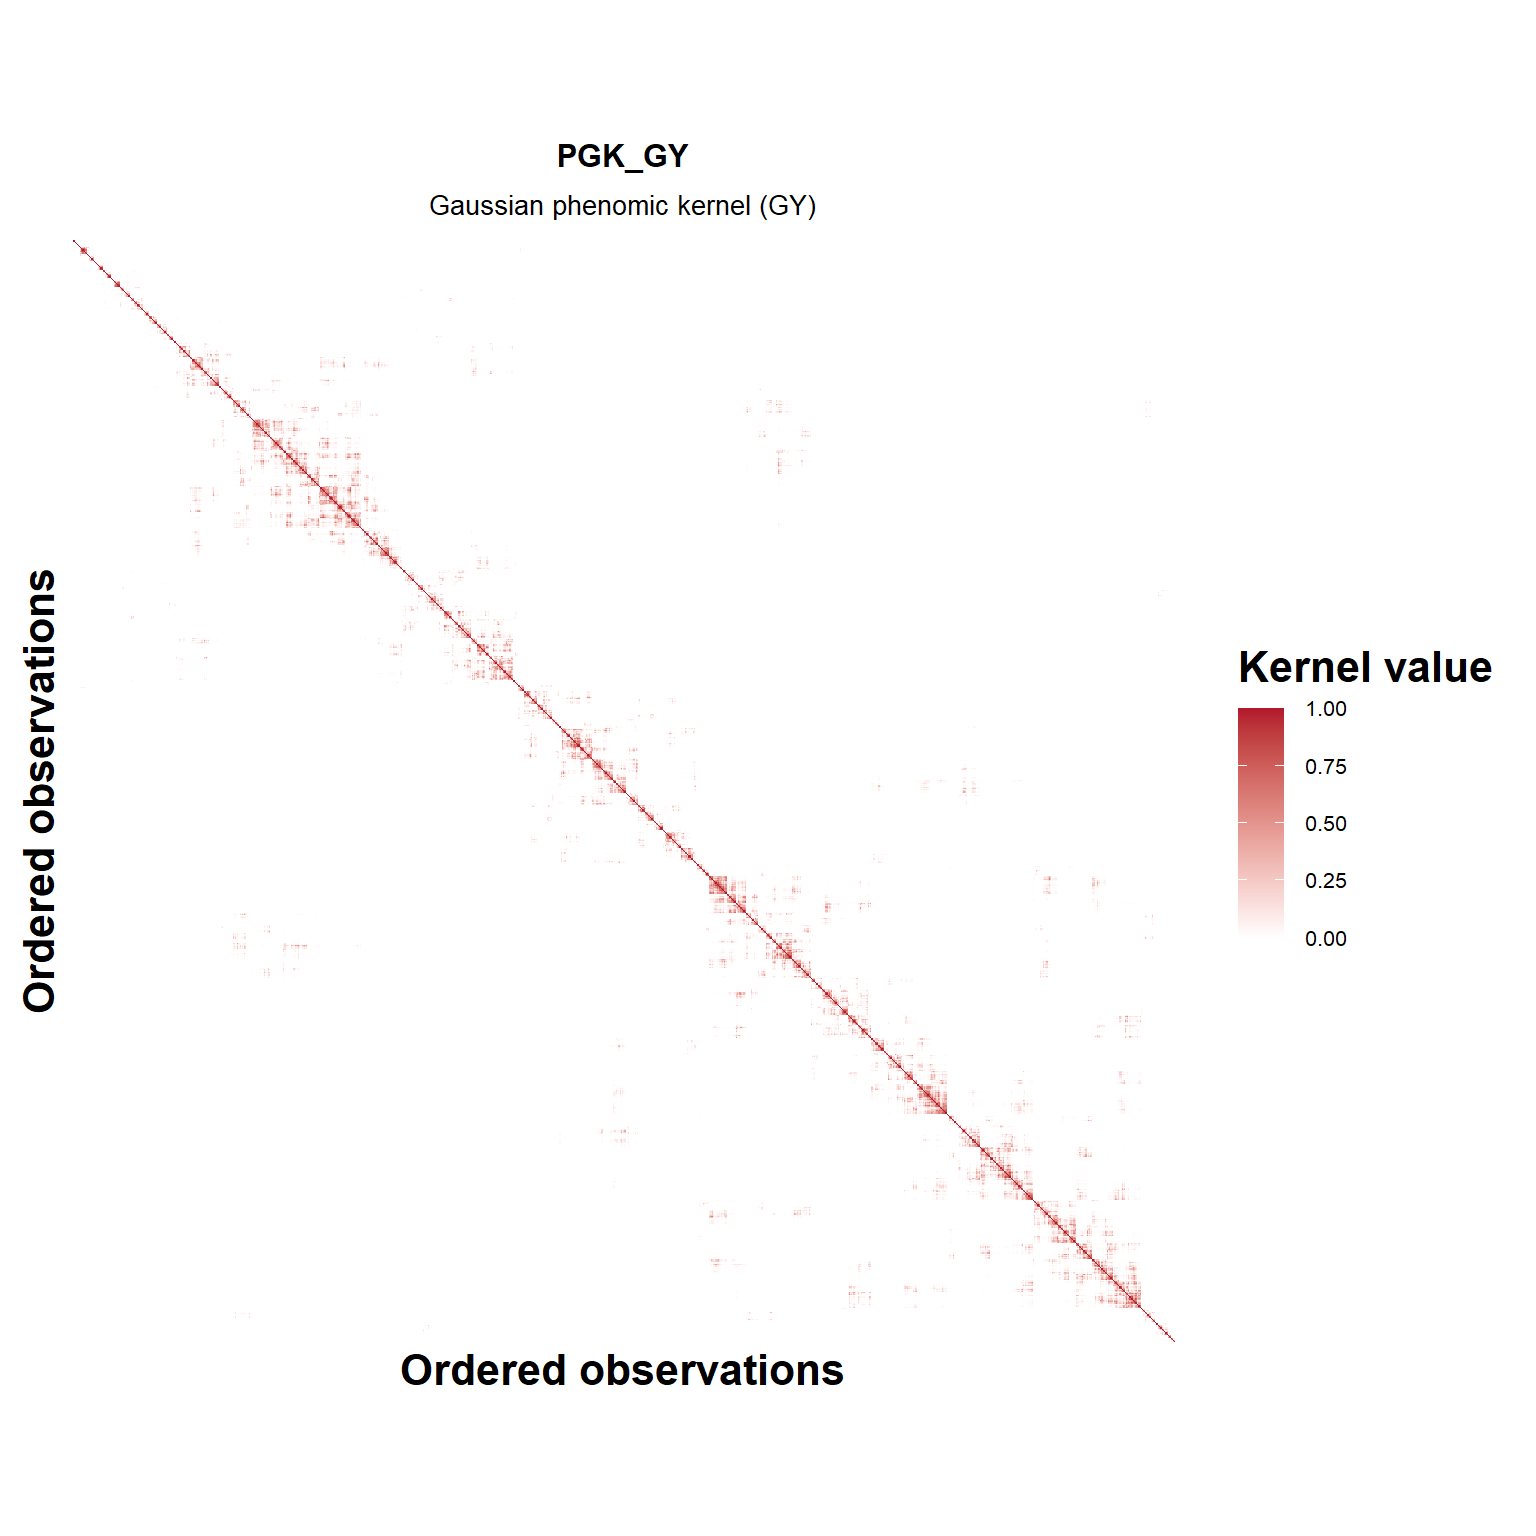 PGK_GY
Gaussian phenomic kernel (GY)
Ordered observations
Kernel value
1.00
0.75
0.50
0.25
0.00
Ordered observations